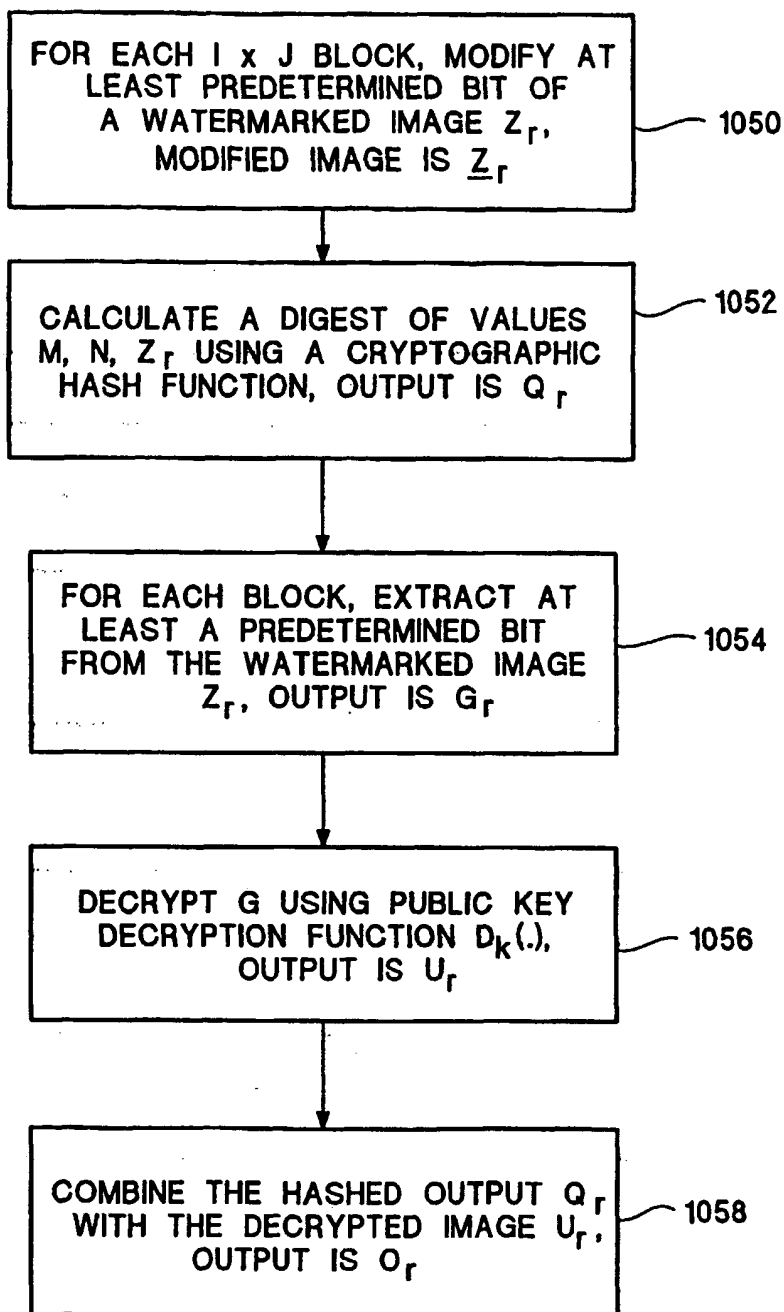 FOR EACH I x J BLOCK, MODIFY AT
LEAST PREDETERMINED BIT OF
A WATERMARKED IMAGE Zr,
MODIFIED IMAGE IS Zr
1050
CALCULATE A DIGEST OF VALUES
M, N, Zr USING A CRYPTOGRAPHIC
HASH FUNCTION, OUTPUT IS Qr
1052
FOR EACH BLOCK, EXTRACT AT
LEAST A PREDETERMINED BIT
FROM THE WATERMARKED IMAGE
Zr, OUTPUT IS Gr
1054
DECRYPT G USING PUBLIC KEY
DECRYPTION FUNCTION Dk(.),
OUTPUT IS Ur
1056
COMBINE THE HASHED OUTPUT Qr
WITH THE DECRYPTED IMAGE Ur,
OUTPUT IS Or
1058